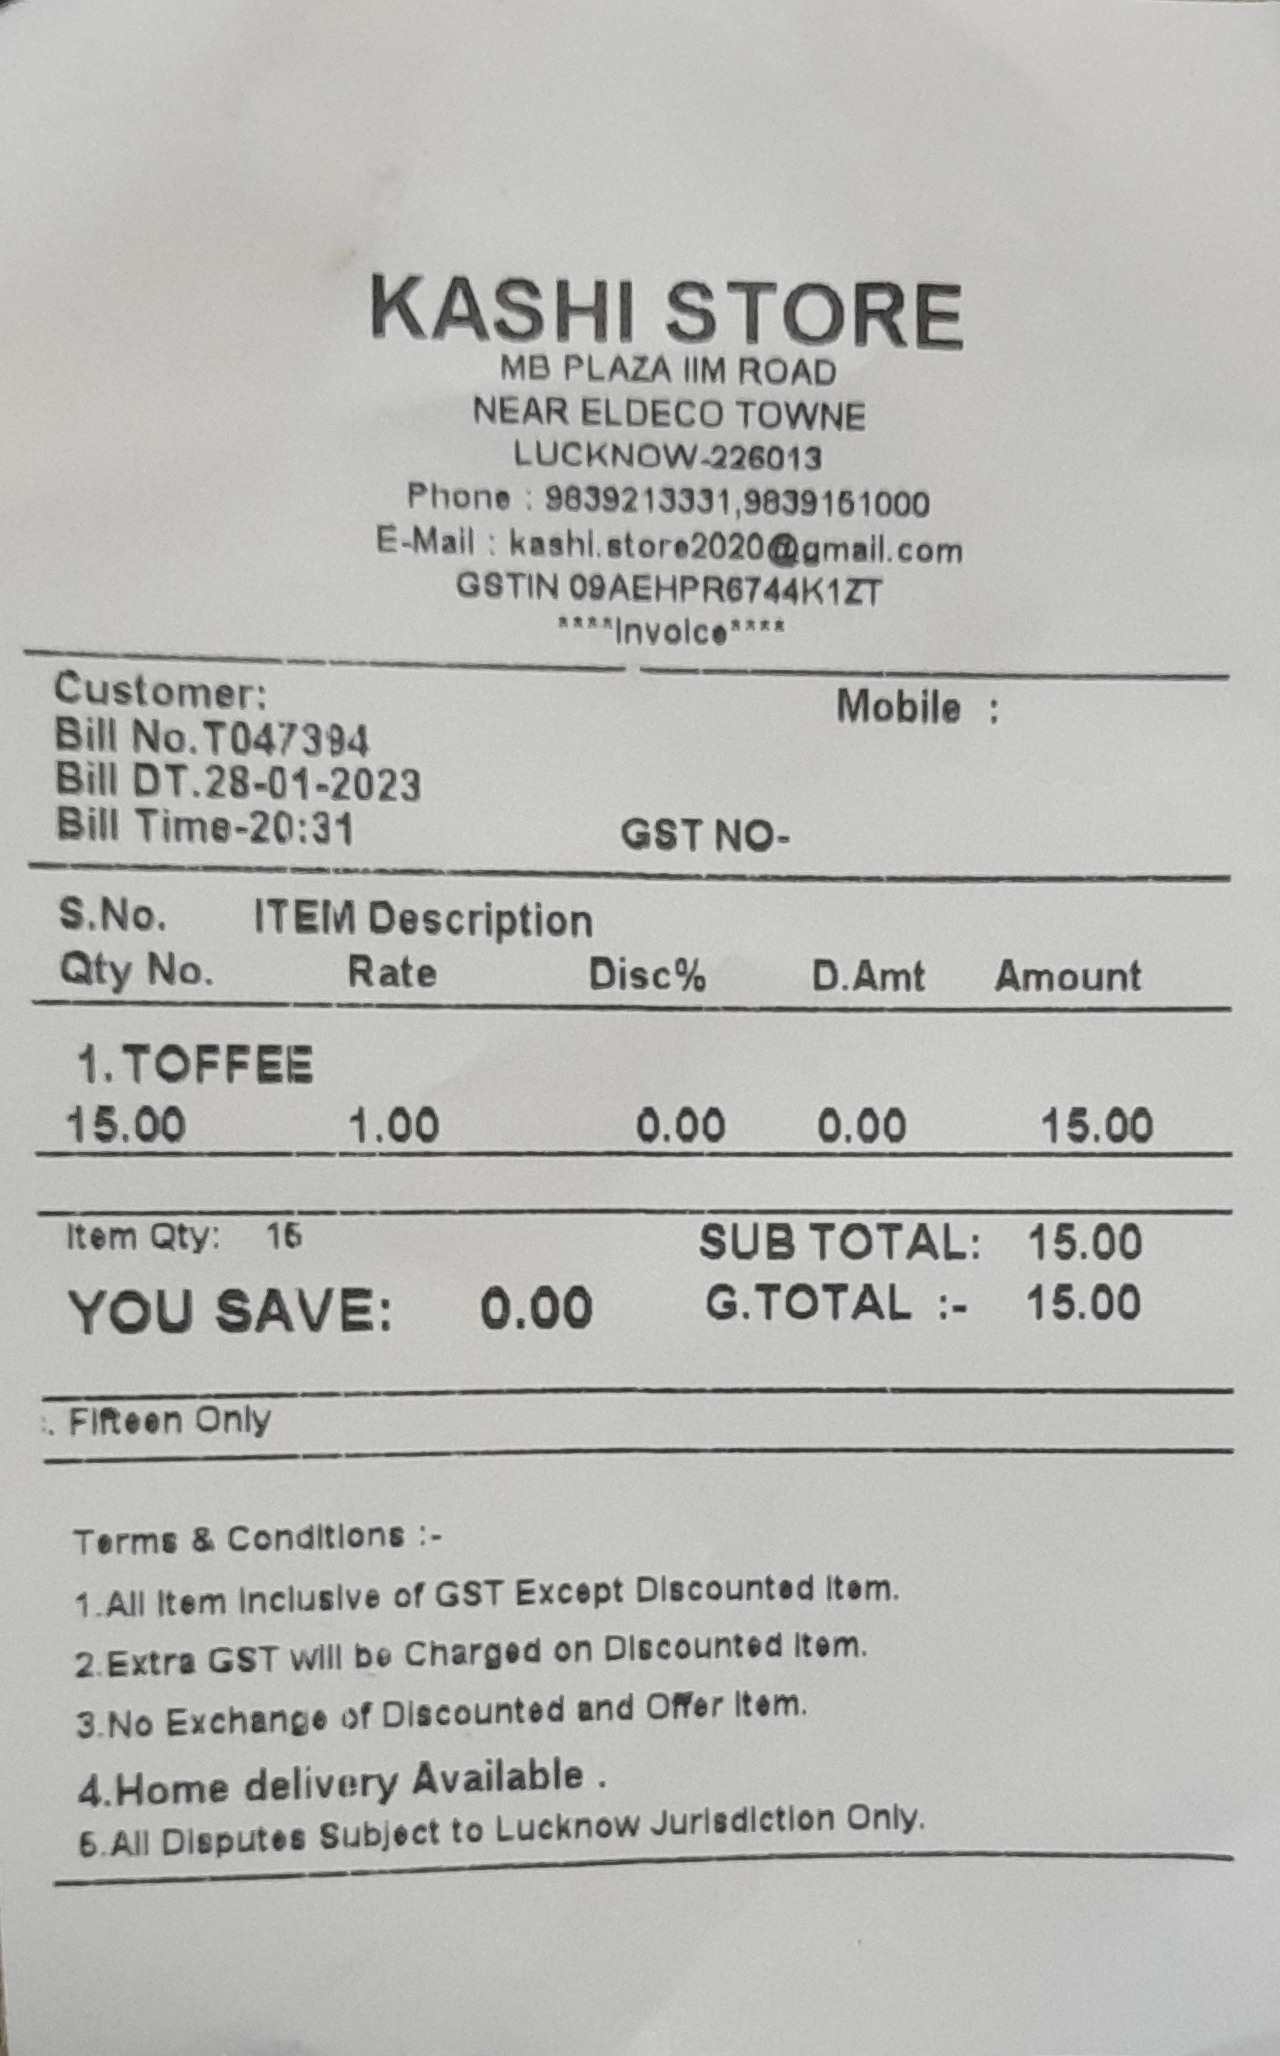 KASHI STORE
MB PLAZA IIM ROAD
NEAR ELDECO TOWNE
LUCKNOW-226013
Phone : 9839213331,9839151000
E-Mail : kashi.store2020@gmail.com
GSTIN 09AEHPR6744K1ZT
****Invoice****
Customer: Mobile :
Bill No.T047394
Bill DT.28-01-2023
Bill Time-20:31 GST NO-
S.No. ITEM Description
Qty No. Rate Disc% D.Amt Amount
1.TOFFEE
15.00 1.00 0.00 0.00 15.00
Item Qty: 15 SUB TOTAL: 15.00
YOU SAVE: 0.00 G.TOTAL :- 15.00
:. Fifteen Only
Terms & Conditions :-
1.All Item Inclusive of GST Except Discounted Item.
2.Extra GST will be Charged on Discounted Item.
3.No Exchange of Discounted and Offer Item.
4.Home delivery Available .
5.All Disputes Subject to Lucknow Jurisdiction Only.